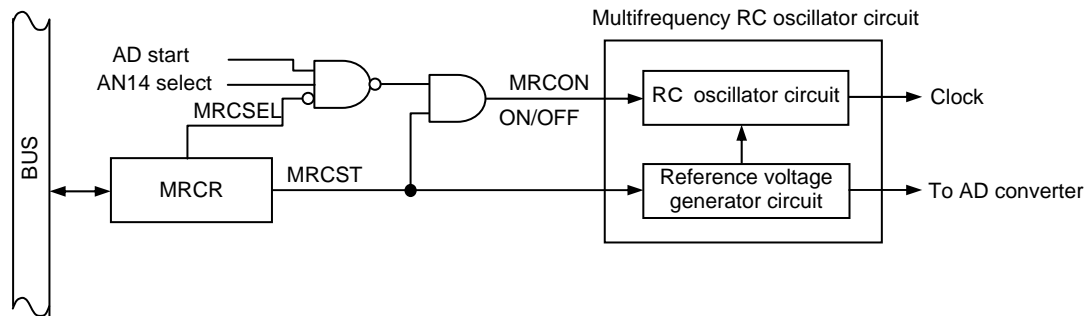 Multifrequency RC oscillator circuit
AD start
AN14 select
MRCSEL
MRCON
ON/OFF
RC oscillator circuit
Clock
BUS
MRCR
MRCST
Reference voltage
generator circuit
To AD converter